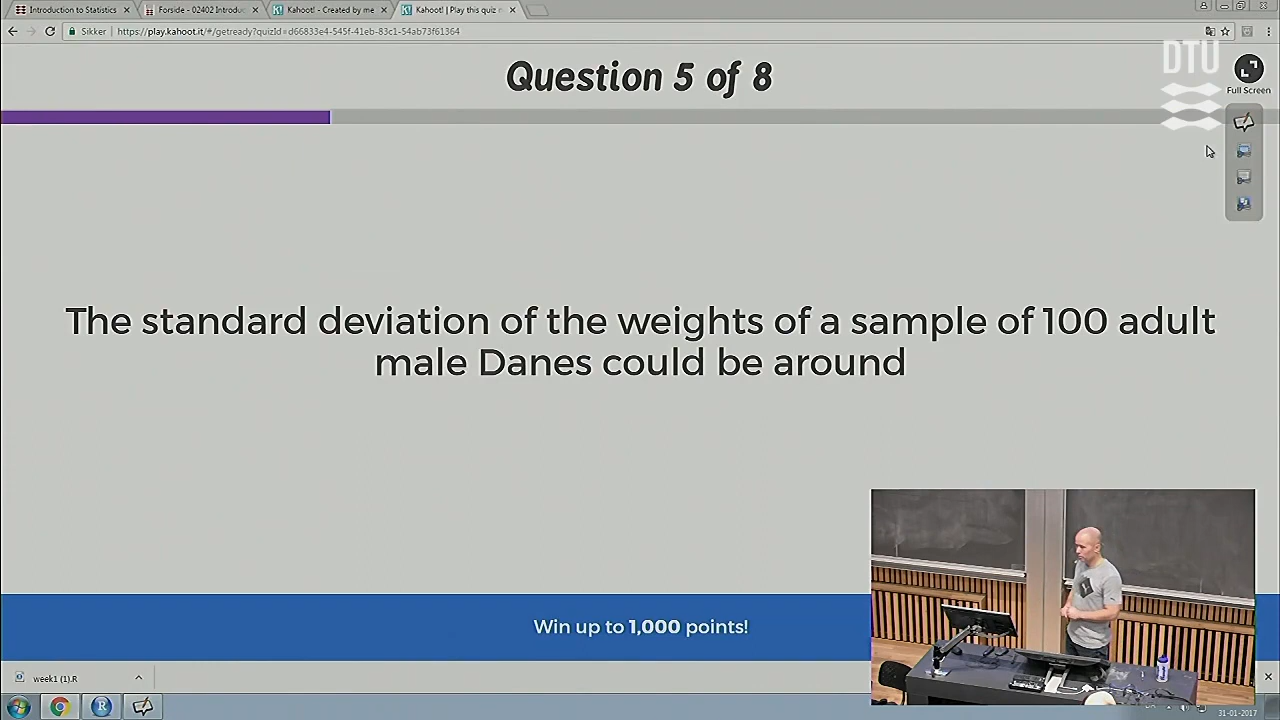 Introduction to Statistics
Forside - 02402 Introduc
Kahoot! - Created by me
Kahoot! | Play this quiz n
Sikker
https://play.kahoot.it/#/getready?quizId=d66833e4-545f-41eb-83c1-54ab73f61364
Question 5 of 8
DTU
Full Screen
The standard deviation of the weights of a sample of 100 adult
male Danes could be around
Win up to 1,000 points!
week1 (1).R
31-01-2017